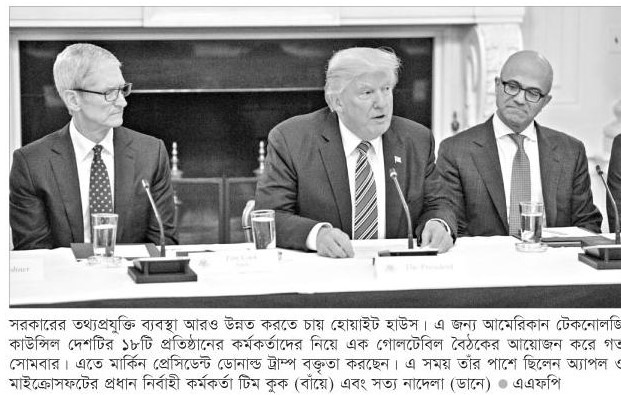 The President
সরকারের তথ্যপ্রযুক্তি ব্যবস্থা আরও উন্নত করতে চায় হোয়াইট হাউস। এ জন্য আমেরিকান টেকনোলজি
কাউন্সিল দেশটির ১৮টি প্রতিষ্ঠানের কর্মকর্তাদের নিয়ে এক গোলটেবিল বৈঠকের আয়োজন করে গত
সোমবার। এতে মার্কিন প্রেসিডেন্ট ডোনাল্ড ট্রাম্প বক্তৃতা করছেন। এ সময় তাঁর পাশে ছিলেন অ্যাপল ও
মাইক্রোসফটের প্রধান নির্বাহী কর্মকর্তা টিম কুক (বাঁয়ে) এবং সত্য নাদেলা (ডানে) ● এএফপি